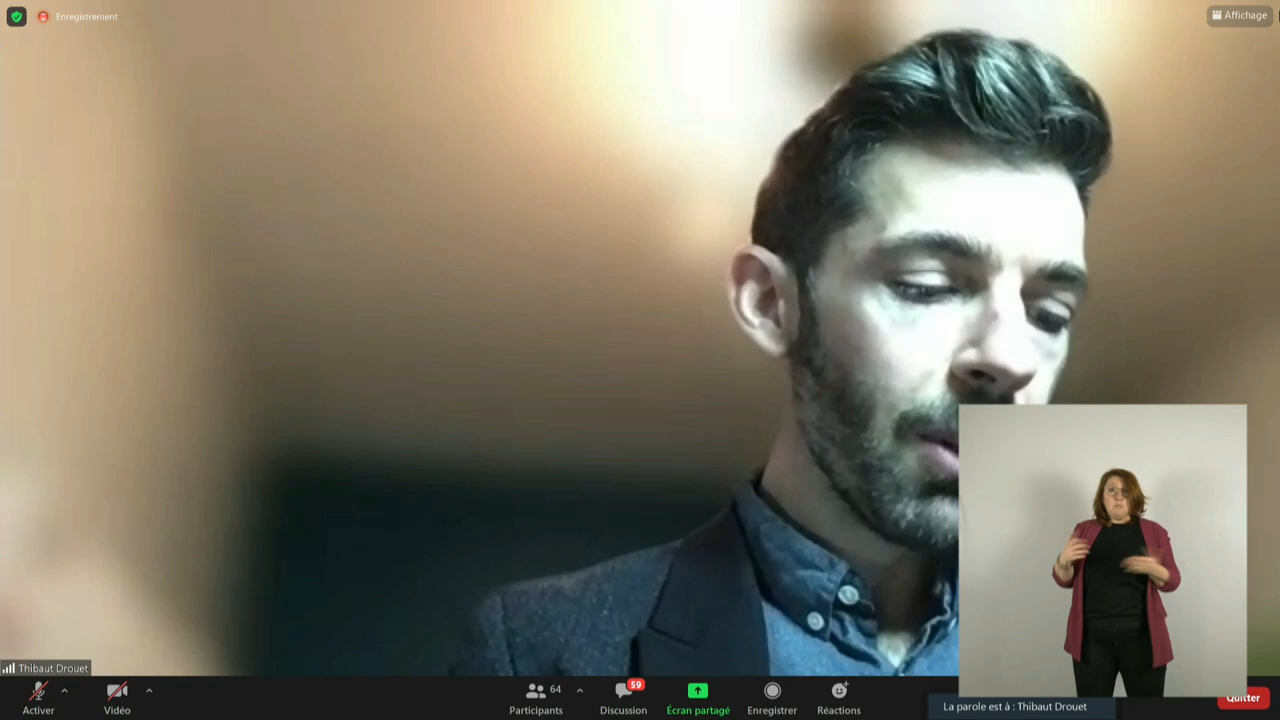 Enregistrement
Affichage
Thibaut Drouet
Activer
Vidéo
64
Participants
59
Discussion
Écran partagé
Enregistrer
Réactions
La parole est à : Thibaut Drouet
Quitter